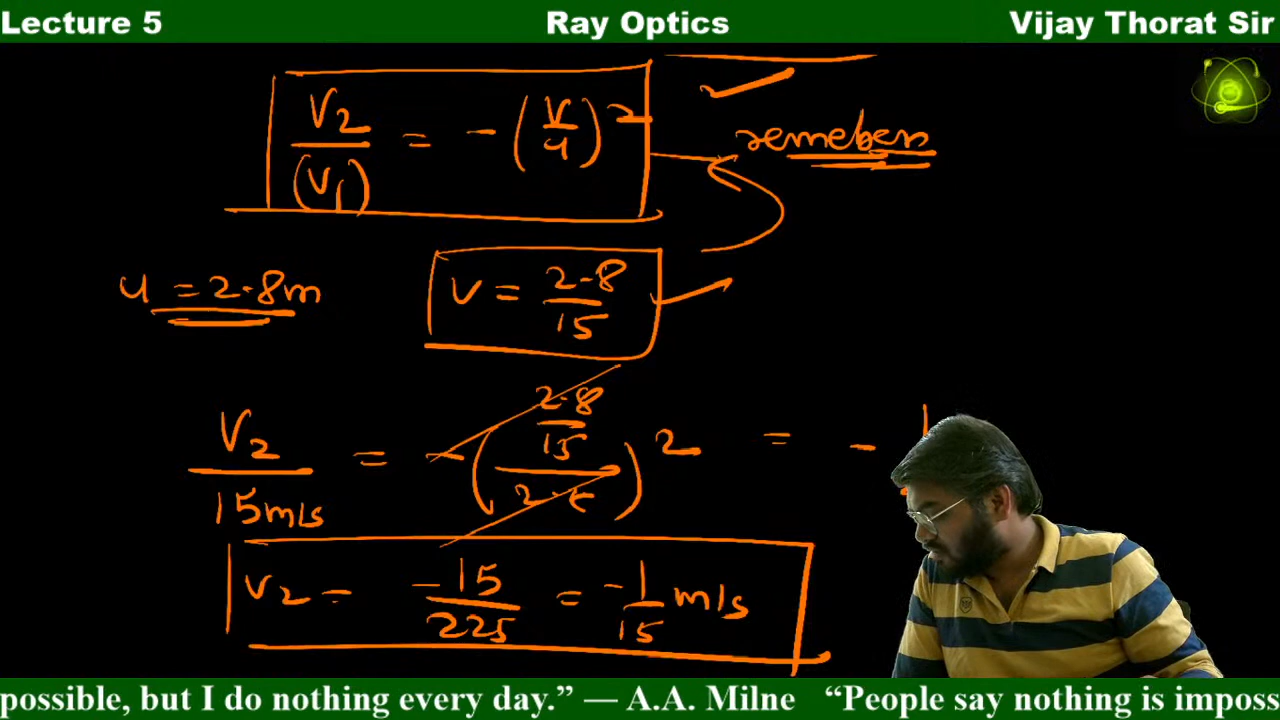 Lecture 5 Ray Optics Vijay Thorat Sir
V2/(V1) = -(V/4)^2
remebers
u = 2.8m
v = 2.8/15
V2/15m/s = -((2.8/15)/2.8)^2 = -
V2 = -15/225 = -1/15 m/s
possible, but I do nothing every day.” — A.A. Milne “People say nothing is imposs